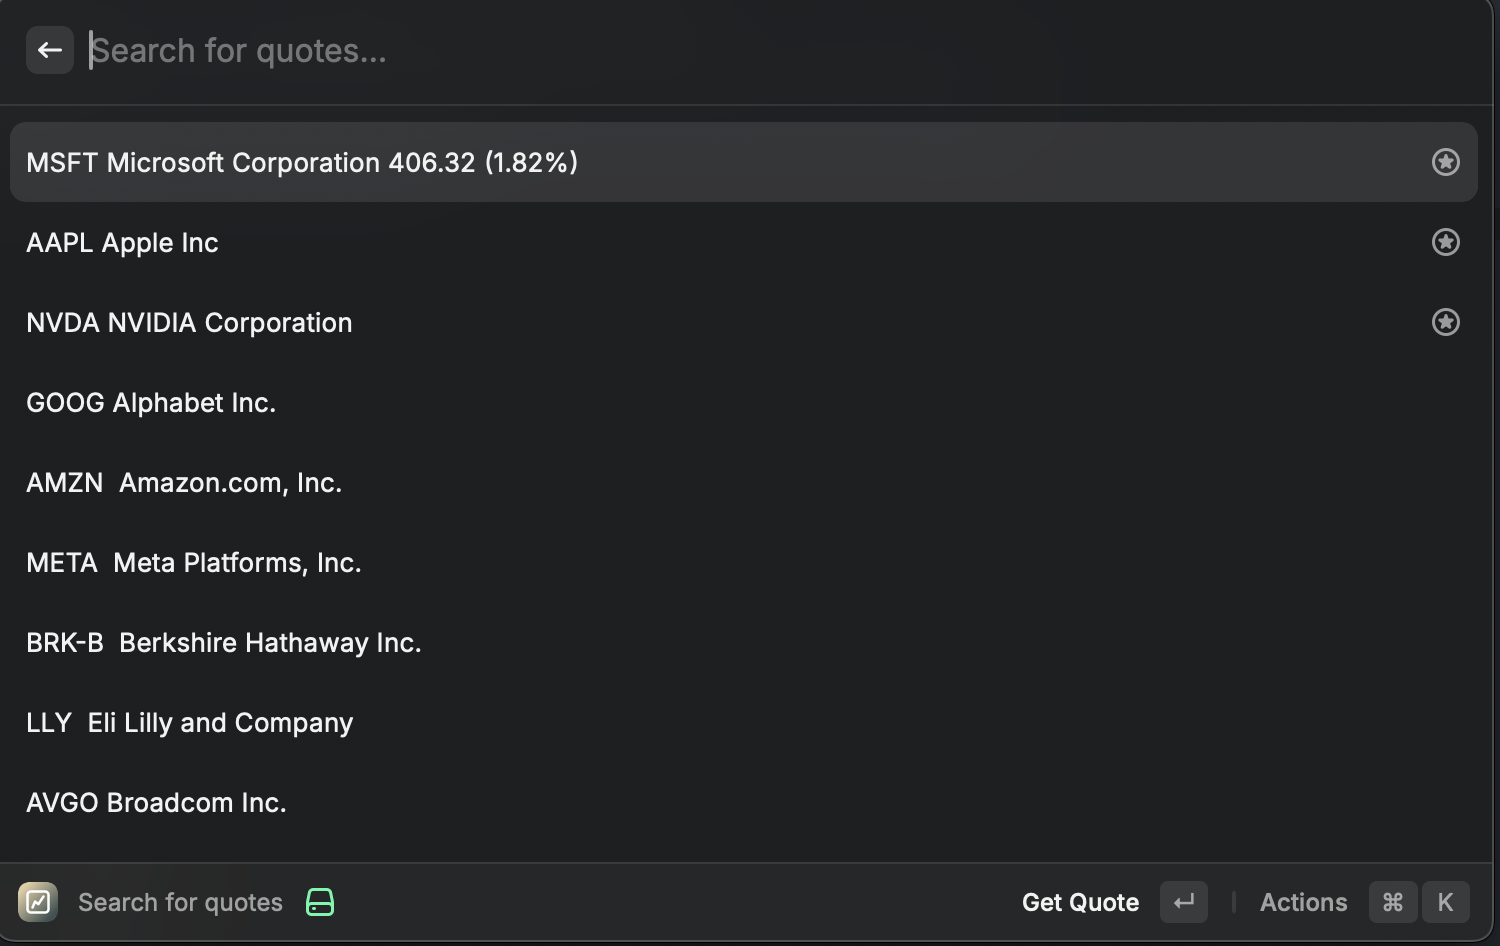 Search for quotes...
MSFT Microsoft Corporation 406.32 (1.82%)
AAPL Apple Inc
NVDA NVIDIA Corporation
GOOG Alphabet Inc.
AMZN  Amazon.com, Inc.
META  Meta Platforms, Inc.
BRK-B  Berkshire Hathaway Inc.
LLY  Eli Lilly and Company
AVGO Broadcom Inc.
Search for quotes Get Quote Actions ⌘ K